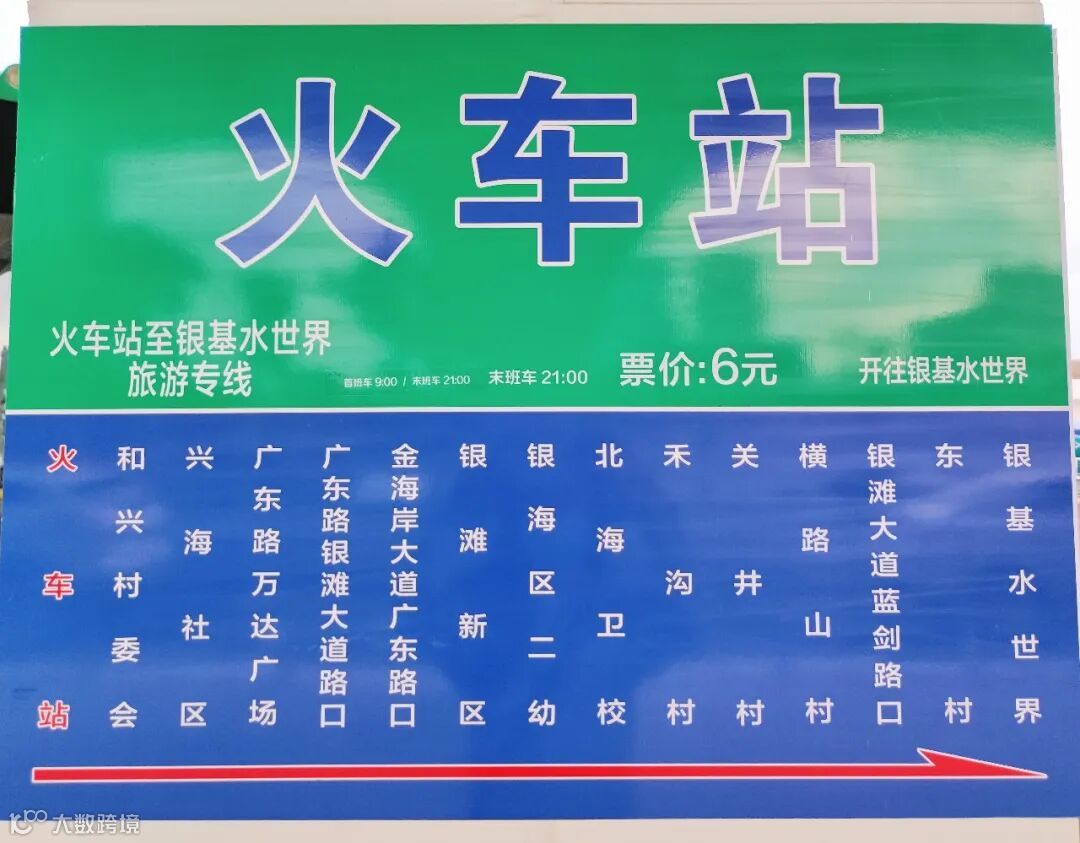 火车站
火车站至银基水世界
旅游专线
首班车 9:00 / 末班车 21:00
末班车 21:00
票价:6元
开往银基水世界
火车站
和兴村委会
兴海社区
广东路万达广场
广东路银滩大道路口
金海岸大道广东路口
银滩新区
银海区二幼
北海卫校
禾沟村
关井村
横路山村
银滩大道蓝剑路口
东村
银基水世界
大数跨境